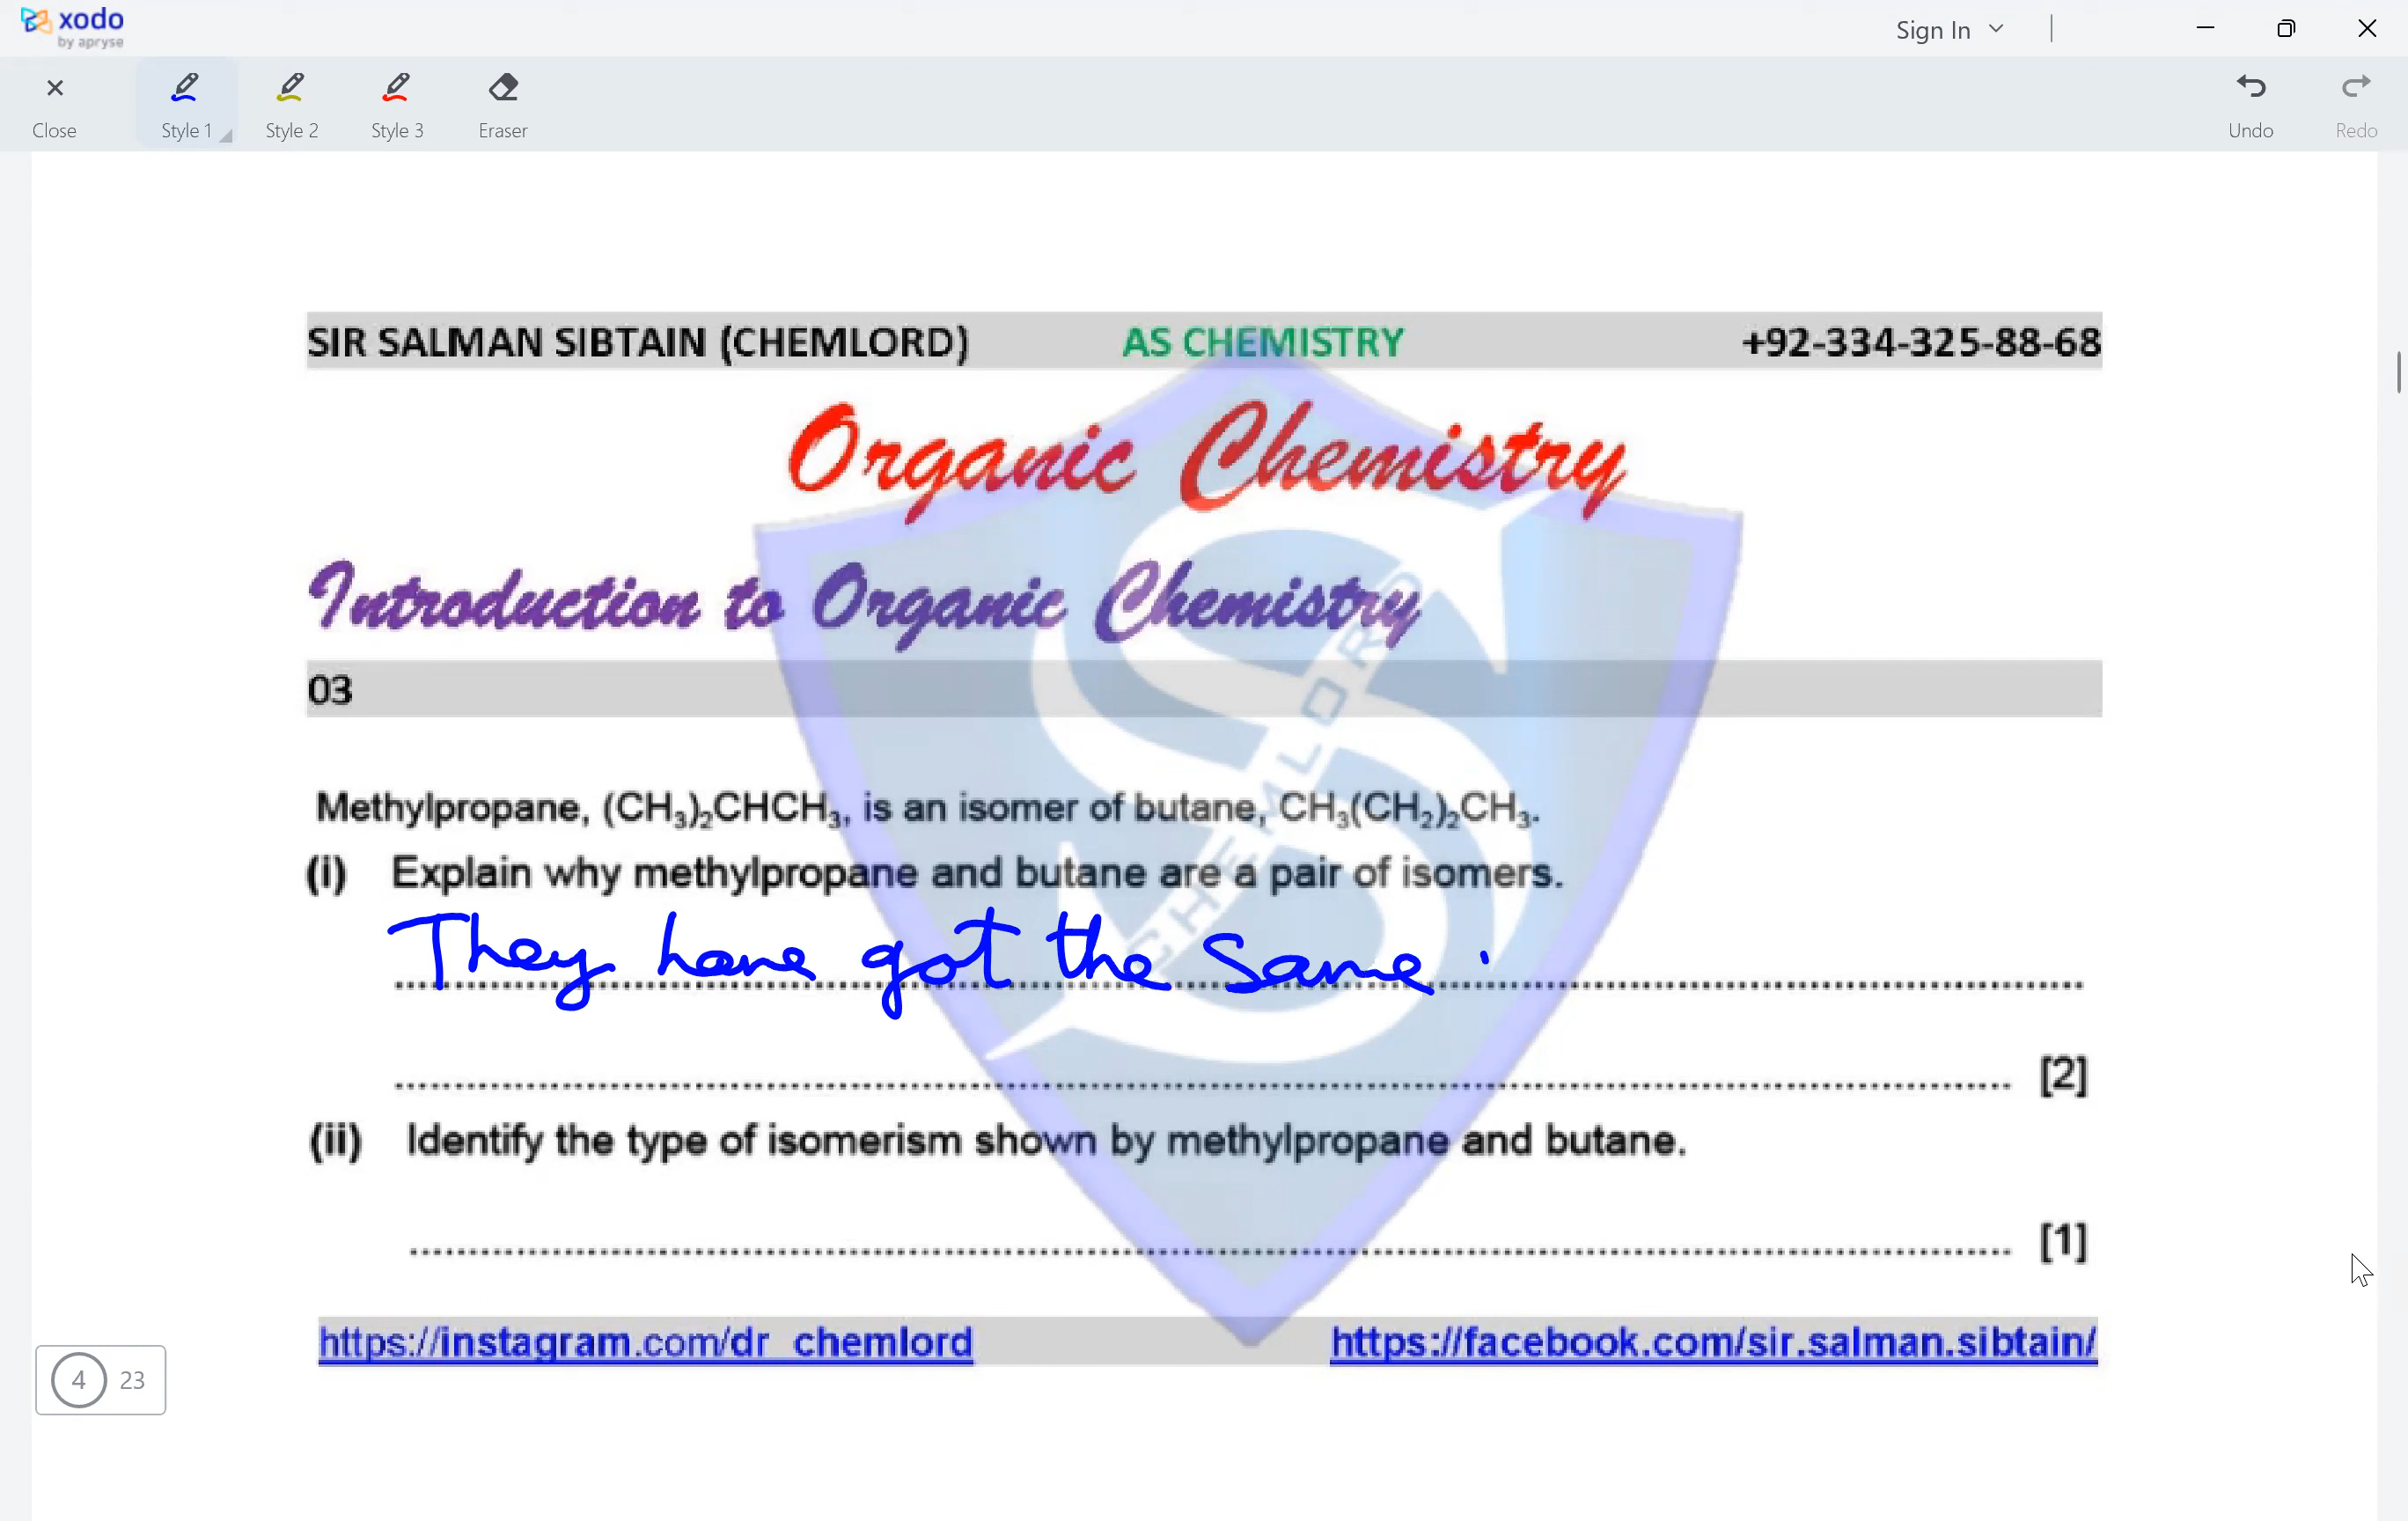 xodo
by apryse
Sign In
Close
Style 1
Style 2
Style 3
Eraser
Undo
Redo
SIR SALMAN SIBTAIN (CHEMLORD) AS CHEMISTRY +92-334-325-88-68
Organic Chemistry
Introduction to Organic Chemistry
03
CHEMLORD
Methylpropane, (CH₃)₂CHCH₃, is an isomer of butane, CH₃(CH₂)₂CH₃.
(i) Explain why methylpropane and butane are a pair of isomers.
They have got the same
[2]
(ii) Identify the type of isomerism shown by methylpropane and butane.
[1]
https://instagram.com/dr_chemlord https://facebook.com/sir.salman.sibtain/
4 23